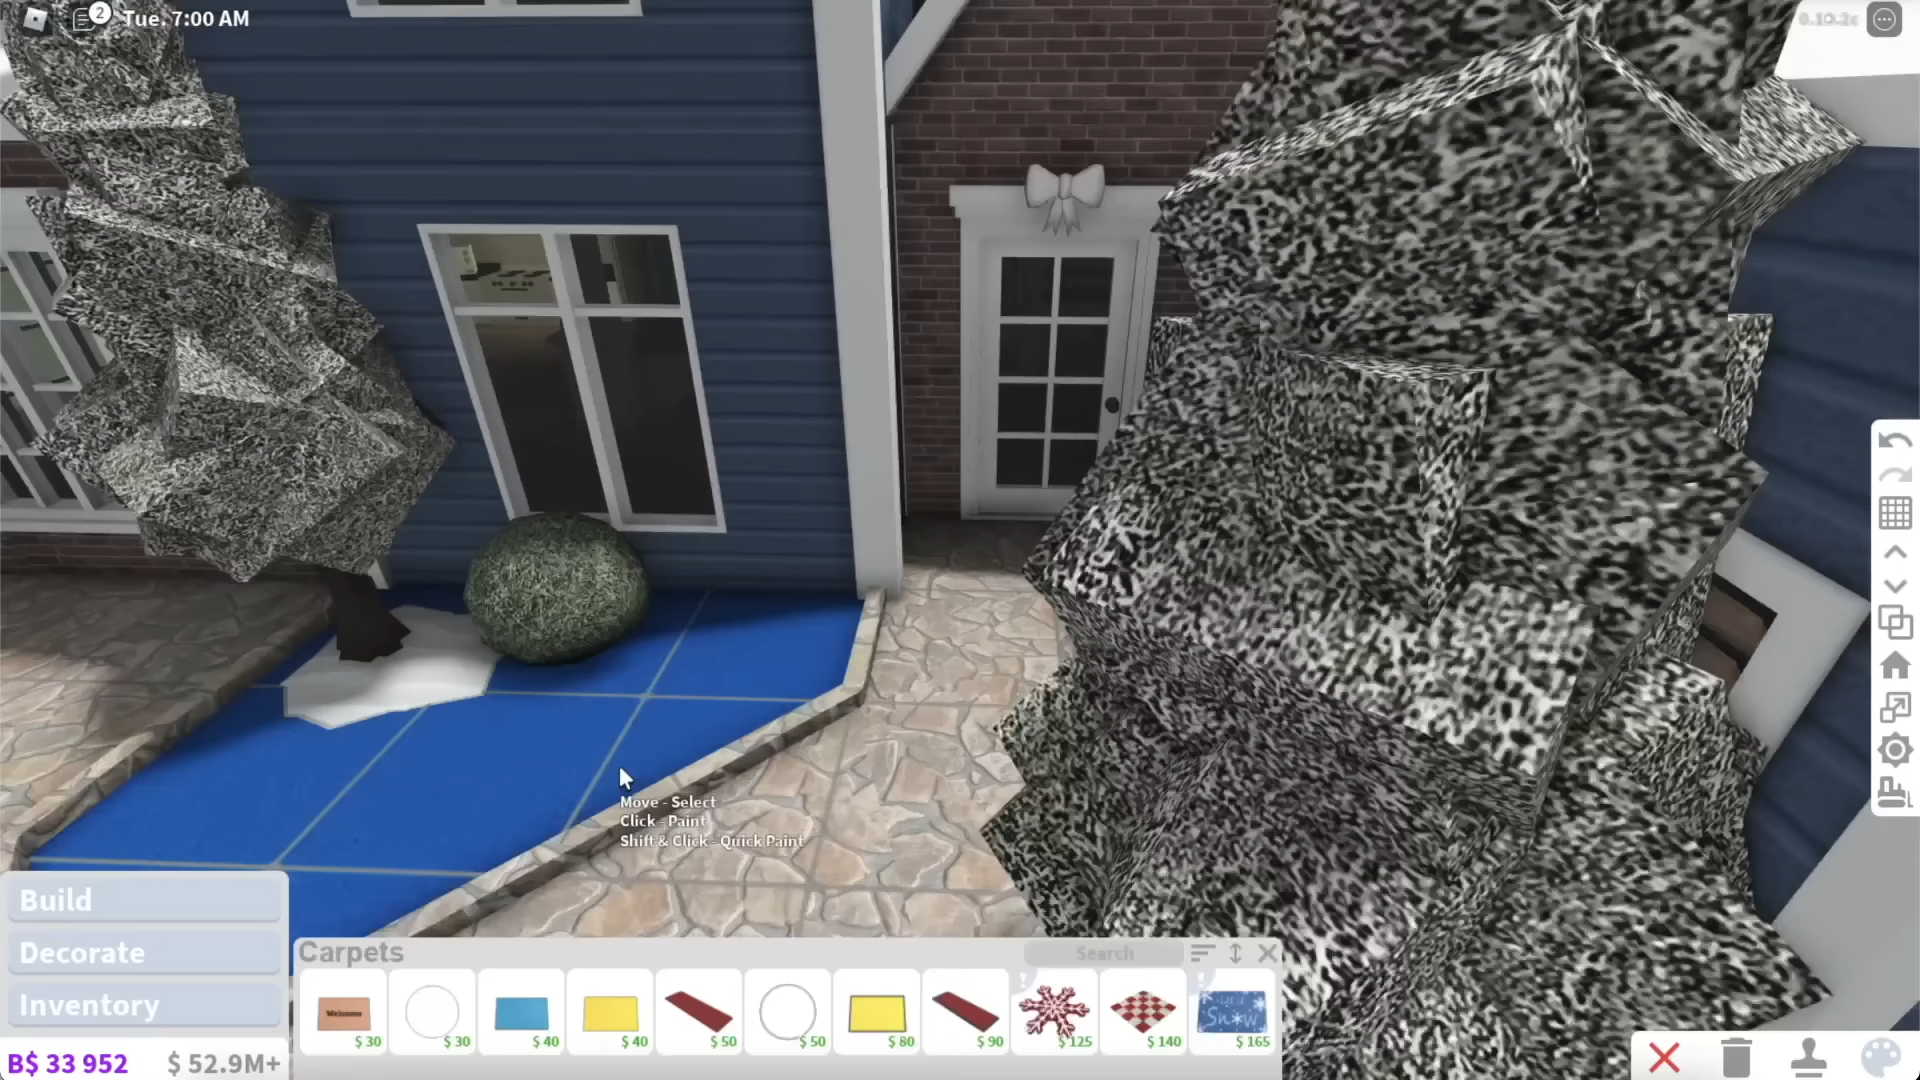 2
Tue. 7:00 AM
Move - Select
Click - Paint
Shift & Click - Quick Paint
Build
Decorate
Inventory
B$ 33 952
$ 52.9M+
Carpets
Search
Welcome
$ 30
$ 30
$ 40
$ 40
$ 50
$ 50
$ 80
$ 90
$ 125
$ 140
Snow
$ 165